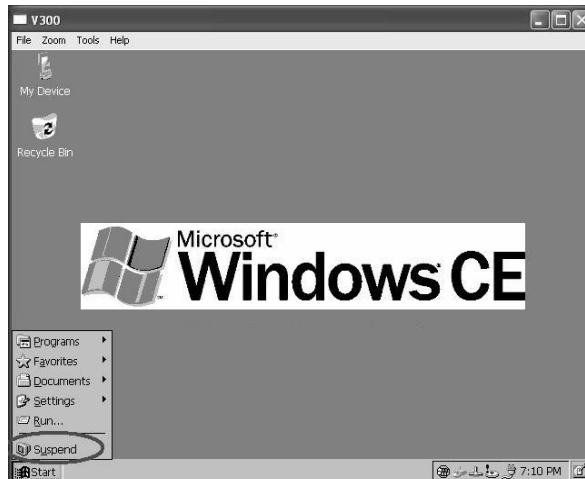 V300
File Zoom Tools Help
My Device
Recycle Bin
Microsoft®
Windows CE
Programs
Favorites
Documents
Settings
Run...
Suspend
Start 7:10 PM